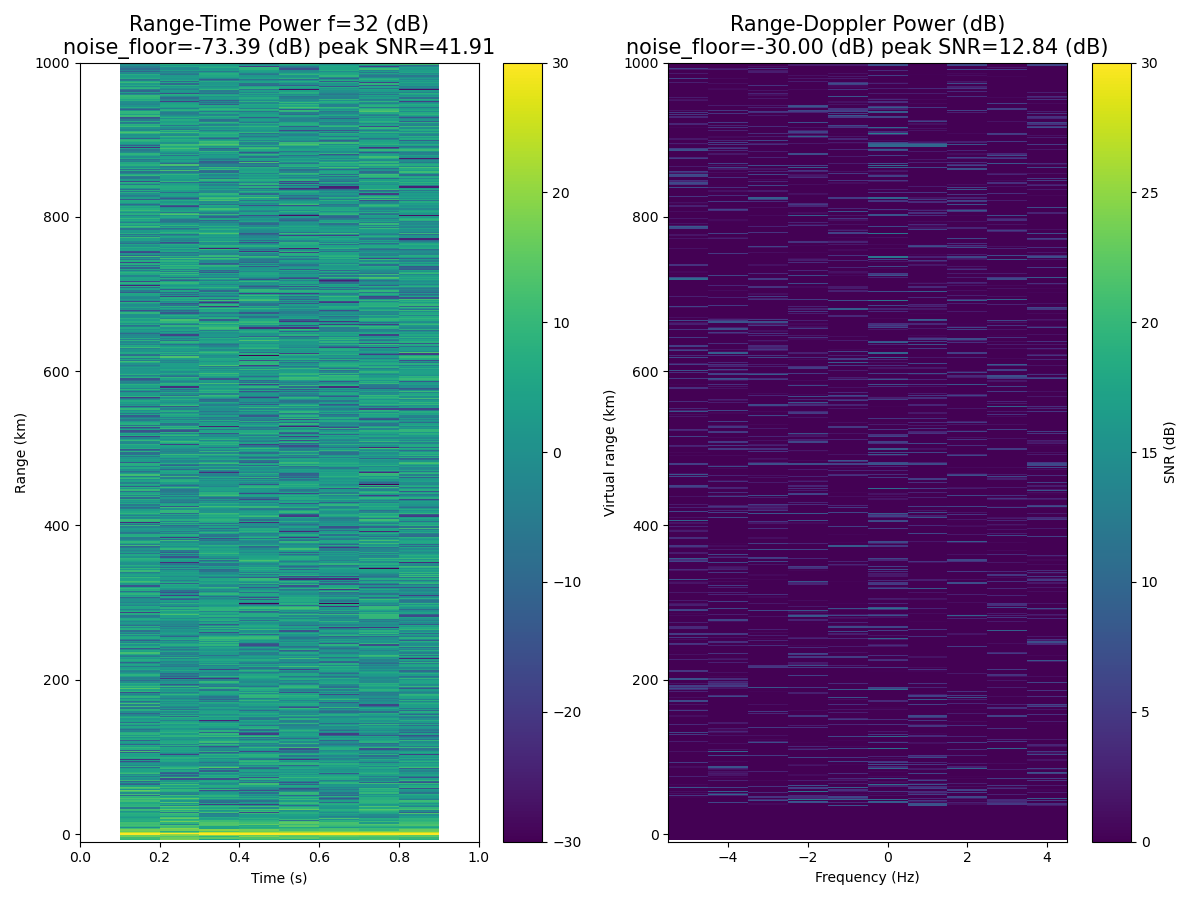 Range-Time Power f=32 (dB)
noise_floor=-73.39 (dB) peak SNR=41.91
1000
800
600
400
200
0
Range (km)
0.0 0.2 0.4 0.6 0.8 1.0
Time (s)
30
20
10
0
−10
−20
−30
Range-Doppler Power (dB)
noise_floor=-30.00 (dB) peak SNR=12.84 (dB)
1000
800
600
400
200
0
Virtual range (km)
−4 −2 0 2 4
Frequency (Hz)
30
25
20
15
10
5
0
SNR (dB)